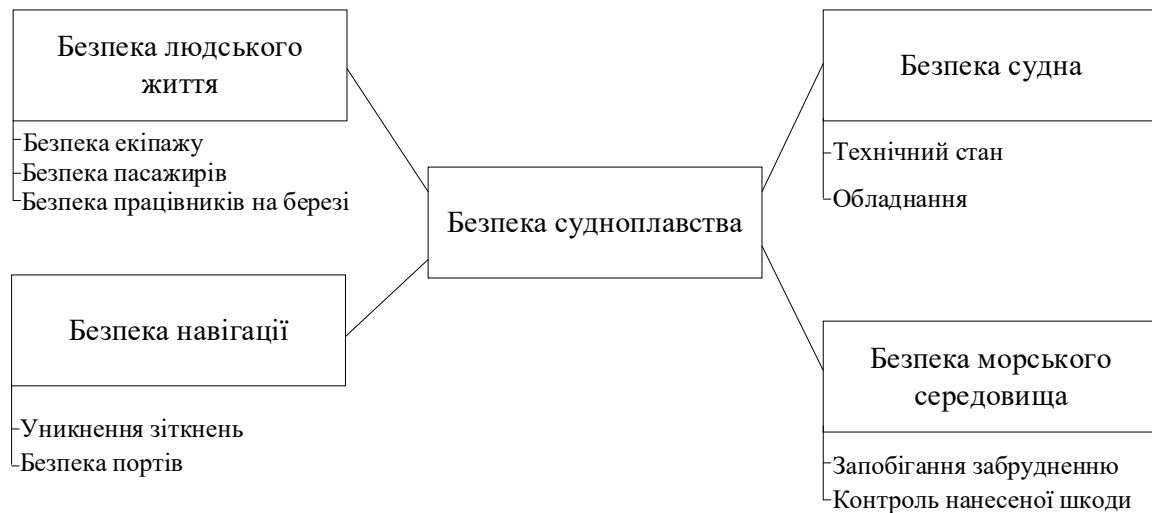 Безпека людського
життя
Безпека екіпажу
Безпека пасажирів
Безпека працівників на березі
Безпека судна
Технічний стан
Обладнання
Безпека судноплавства
Безпека навігації
Уникнення зіткнень
Безпека портів
Безпека морського
середовища
Запобігання забрудненню
Контроль нанесеної шкоди